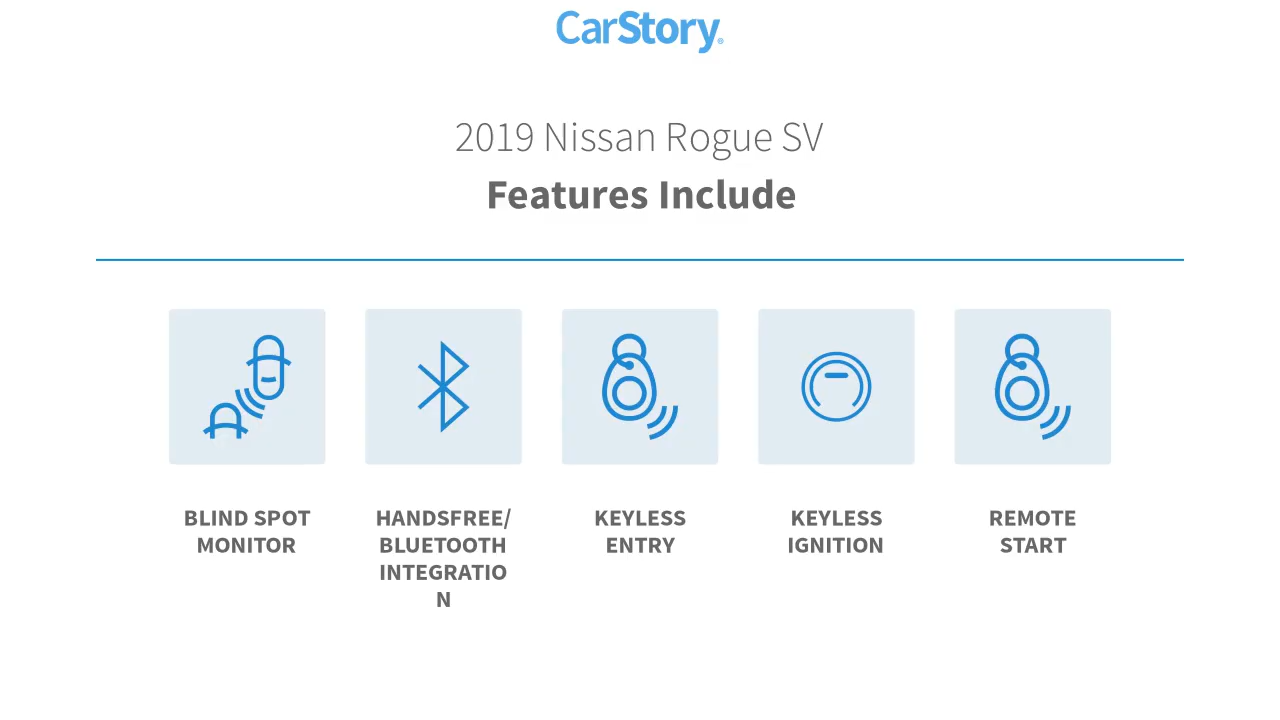 CarStory®
2019 Nissan Rogue SV
Features Include
BLIND SPOT
MONITOR
HANDSFREE/
BLUETOOTH
INTEGRATIO
N
KEYLESS
ENTRY
KEYLESS
IGNITION
REMOTE
START